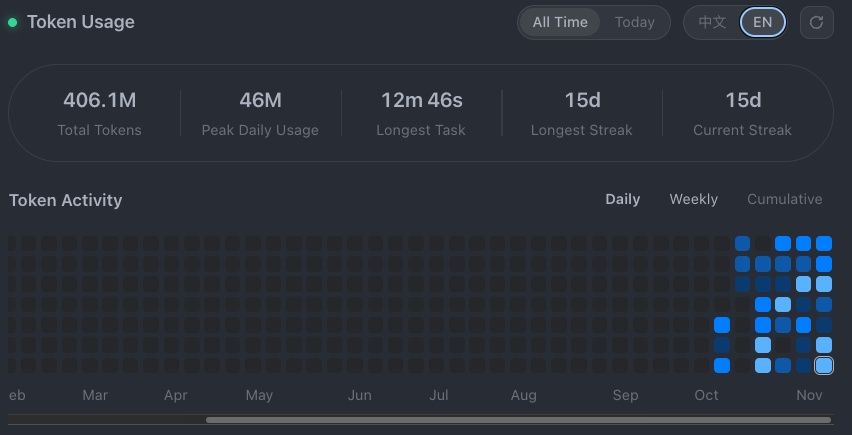 Token Usage
All Time Today 中文 EN
406.1M 46M 12m 46s 15d 15d
Total Tokens Peak Daily Usage Longest Task Longest Streak Current Streak
Token Activity Daily Weekly Cumulative
eb Mar Apr May Jun Jul Aug Sep Oct Nov